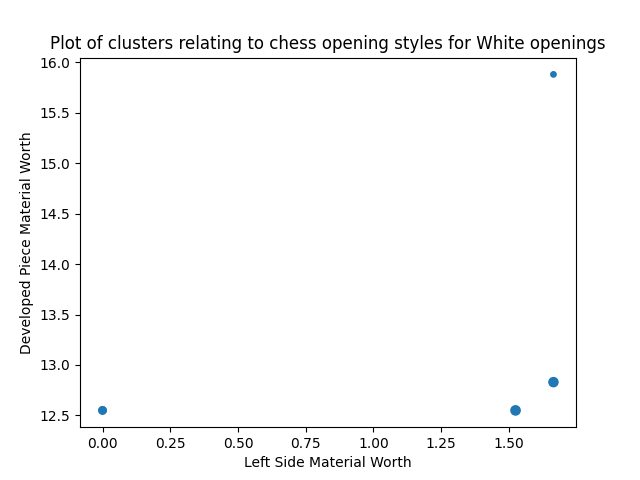 Plot of clusters relating to chess opening styles for White openings
16.0
15.5
15.0
14.5
14.0
13.5
13.0
12.5
Developed Piece Material Worth
0.00 0.25 0.50 0.75 1.00 1.25 1.50
Left Side Material Worth